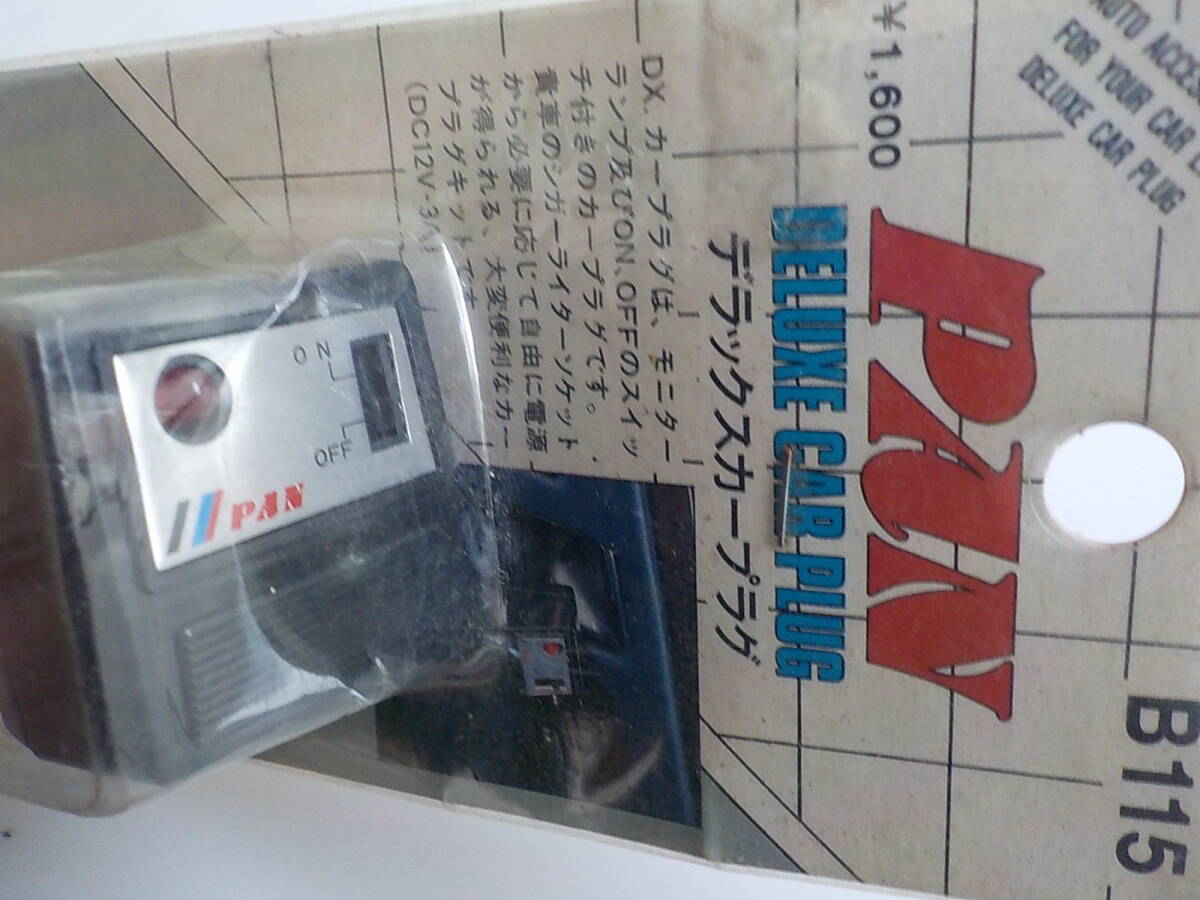 ¥1,600
AUTO ACCES
FOR YOUR CAR L
DELUXE CAR PLUG
B115
PAN
DELUXE CAR PLUG
デラックスカープラグ
DX.カープラグは、モニター
ランプ及びON.OFFのスイッ
チ付きのカープラグです。
貴車のシガーライターソケット
から必要に応じて自由に電源
が得られる、大変便利なカー
プラグキットです
(DC12V-3A)
ON
OFF
PAN